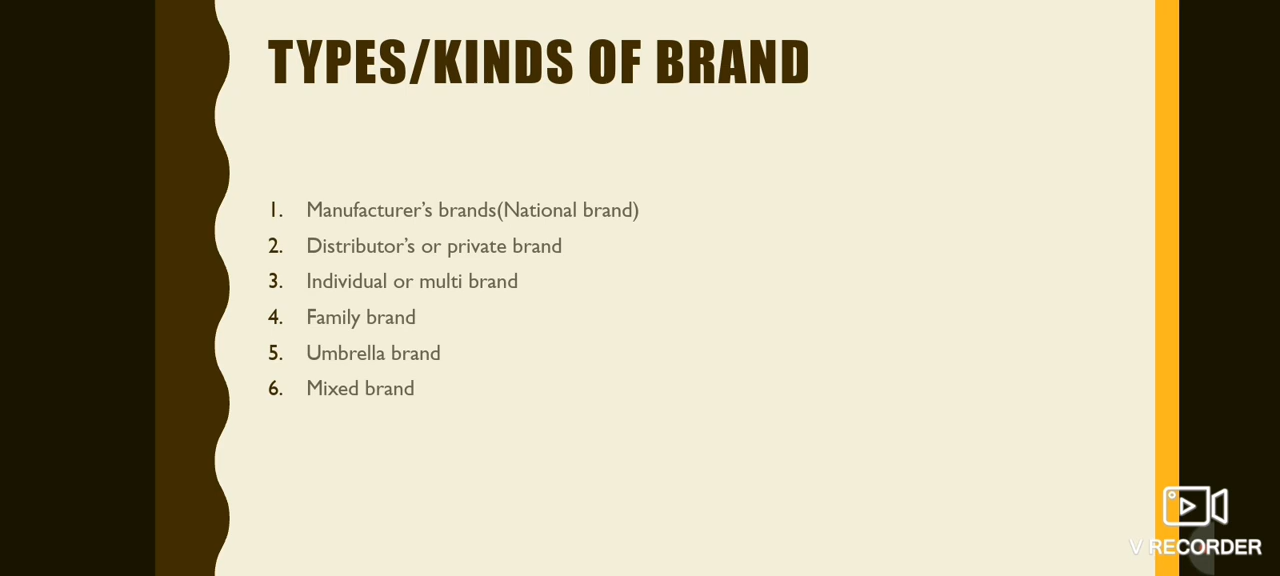 TYPES/KINDS OF BRAND
1. Manufacturer’s brands(National brand)
2. Distributor’s or private brand
3. Individual or multi brand
4. Family brand
5. Umbrella brand
6. Mixed brand
V RECORDER